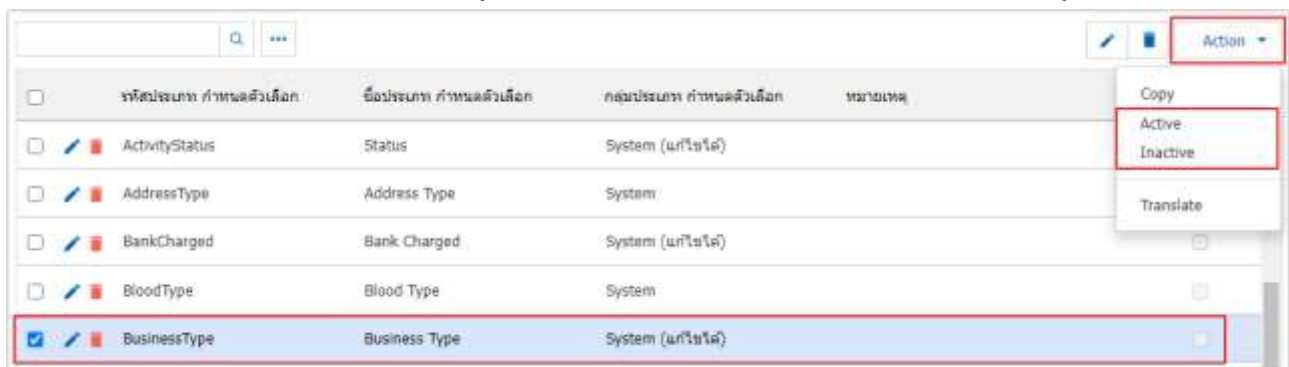 Action
รหัสประเภท กำหนดตัวเลือก ชื่อประเภท กำหนดตัวเลือก กลุ่มประเภท กำหนดตัวเลือก หมายเหตุ
Copy
Active
Inactive
Translate
ActivityStatus Status System (แก้ไขได้)
AddressType Address Type System
BankCharged Bank Charged System (แก้ไขได้)
BloodType Blood Type System
BusinessType Business Type System (แก้ไขได้)